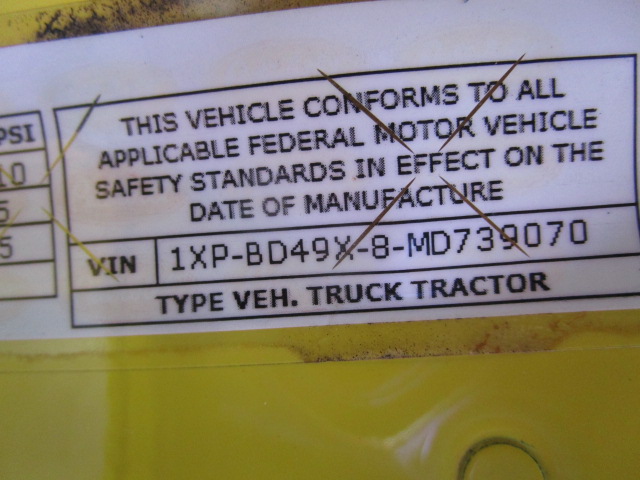 PSI
10
5
5
THIS VEHICLE CONFORMS TO ALL
APPLICABLE FEDERAL MOTOR VEHICLE
SAFETY STANDARDS IN EFFECT ON THE
DATE OF MANUFACTURE
VIN 1XP-BD49X-8-MD739070
TYPE VEH. TRUCK TRACTOR